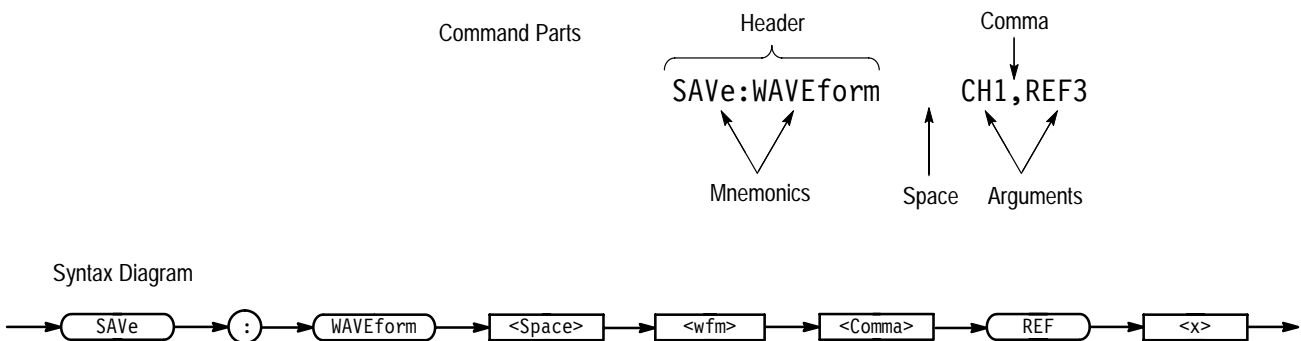 Command Parts Header Comma
SAVe:WAVEform CH1,REF3
Mnemonics Space Arguments
Syntax Diagram
SAVe : WAVEform <Space> <wfm> <Comma> REF <x>